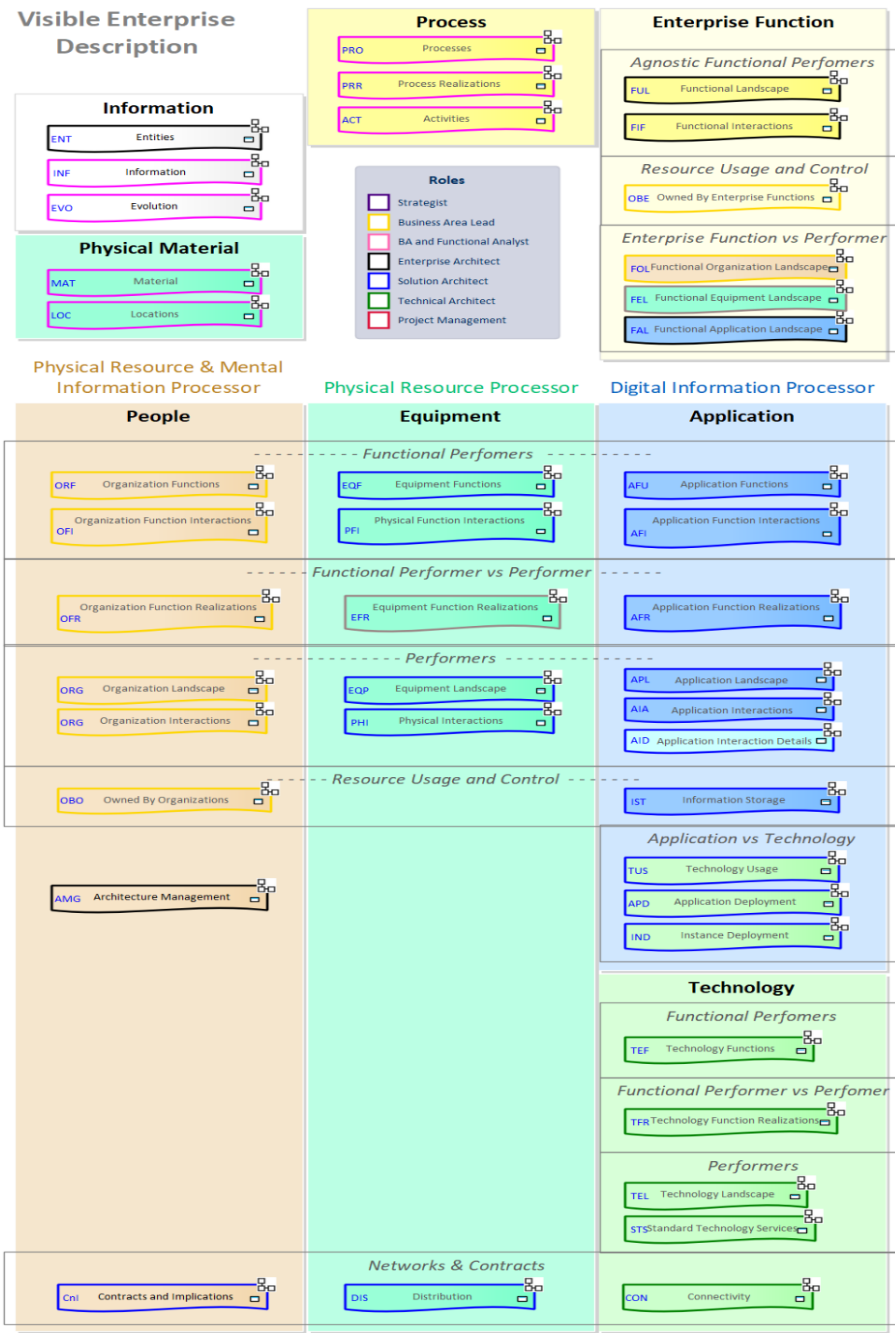 Visible Enterprise
Description
Information
ENT Entities
INF Information
EVO Evolution
Physical Material
MAT Material
LOC Locations
Process
PRO Processes
PRR Process Realizations
ACT Activities
Roles
Strategist
Business Area Lead
BA and Functional Analyst
Enterprise Architect
Solution Architect
Technical Architect
Project Management
Enterprise Function
Agnostic Functional Perfomers
FUL Functional Landscape
FIF Functional Interactions
Resource Usage and Control
OBE Owned By Enterprise Functions
Enterprise Function vs Performer
FOL Functional Organization Landscape
FEL Functional Equipment Landscape
FAL Functional Application Landscape
Physical Resource & Mental
Information Processor
Physical Resource Processor
Digital Information Processor
People
Equipment
Application
Functional Perfomers
ORF Organization Functions
EQF Equipment Functions
AFU Application Functions
OFI Organization Function Interactions
PFI Physical Function Interactions
AFI Application Function Interactions
Functional Performer vs Performer
OFR Organization Function Realizations
EFR Equipment Function Realizations
AFR Application Function Realizations
Performers
ORG Organization Landscape
EQP Equipment Landscape
APL Application Landscape
ORG Organization Interactions
PHI Physical Interactions
AIA Application Interactions
AID Application Interaction Details
Resource Usage and Control
OBO Owned By Organizations
IST Information Storage
Application vs Technology
TUS Technology Usage
AMG Architecture Management
APD Application Deployment
IND Instance Deployment
Technology
Functional Perfomers
TEF Technology Functions
Functional Performer vs Perfomer
TFR Technology Function Realizations
Performers
TEL Technology Landscape
STS Standard Technology Services
Networks & Contracts
CnI Contracts and Implications
DIS Distribution
CON Connectivity